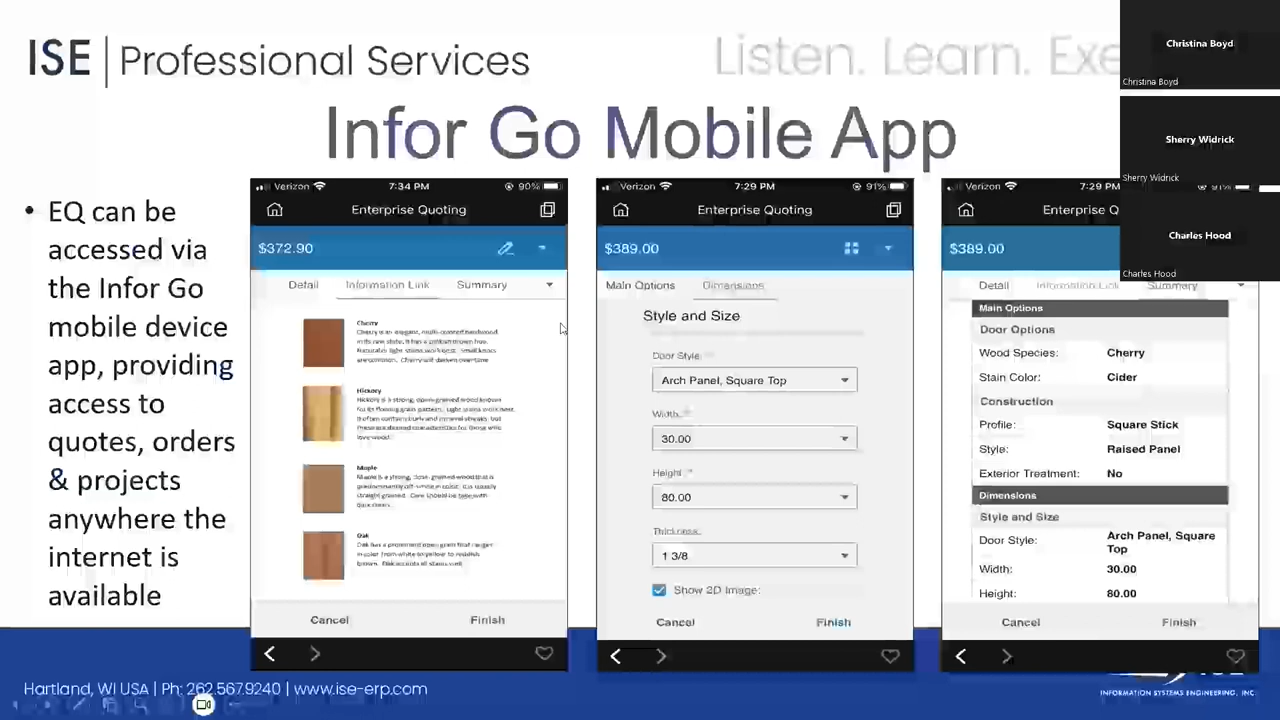 ISE | Professional Services
Listen. Learn. Exe
Infor Go Mobile App
• EQ can be
accessed via
the Infor Go
mobile device
app, providing
access to
quotes, orders
& projects
anywhere the
internet is
available
Verizon 7:34 PM 90%
Enterprise Quoting
$372.90
Detail Information Link Summary
Cherry
Hickory
Maple
Oak
Cancel Finish
Verizon 7:29 PM 91%
Enterprise Quoting
$389.00
Main Options Dimensions
Style and Size
Door Style:
Arch Panel, Square Top
Width: *
30.00
Height: *
80.00
Thickness:
1 3/8
Show 2D Image:
Cancel Finish
Verizon 7:29 PM 91%
Enterprise Q
$389.00
Detail Information Link Summary
Main Options
Door Options
Wood Species: Cherry
Stain Color: Cider
Construction
Profile: Square Stick
Style: Raised Panel
Exterior Treatment: No
Dimensions
Style and Size
Door Style: Arch Panel, Square
Top
Width: 30.00
Height: 80.00
Cancel Finish
Christina Boyd
Christina Boyd
Sherry Widrick
Sherry Widrick
Charles Hood
Charles Hood
Hartland, WI USA | Ph: 262.567.9240 | www.ise-erp.com
INFORMATION SYSTEMS ENGINEERING, INC.